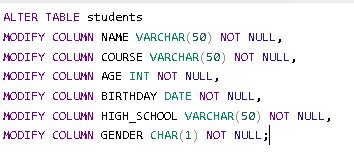 ALTER TABLE students
MODIFY COLUMN NAME VARCHAR(50) NOT NULL,
MODIFY COLUMN COURSE VARCHAR(50) NOT NULL,
MODIFY COLUMN AGE INT NOT NULL,
MODIFY COLUMN BIRTHDAY DATE NOT NULL,
MODIFY COLUMN HIGH_SCHOOL VARCHAR(50) NOT NULL,
MODIFY COLUMN GENDER CHAR(1) NOT NULL;